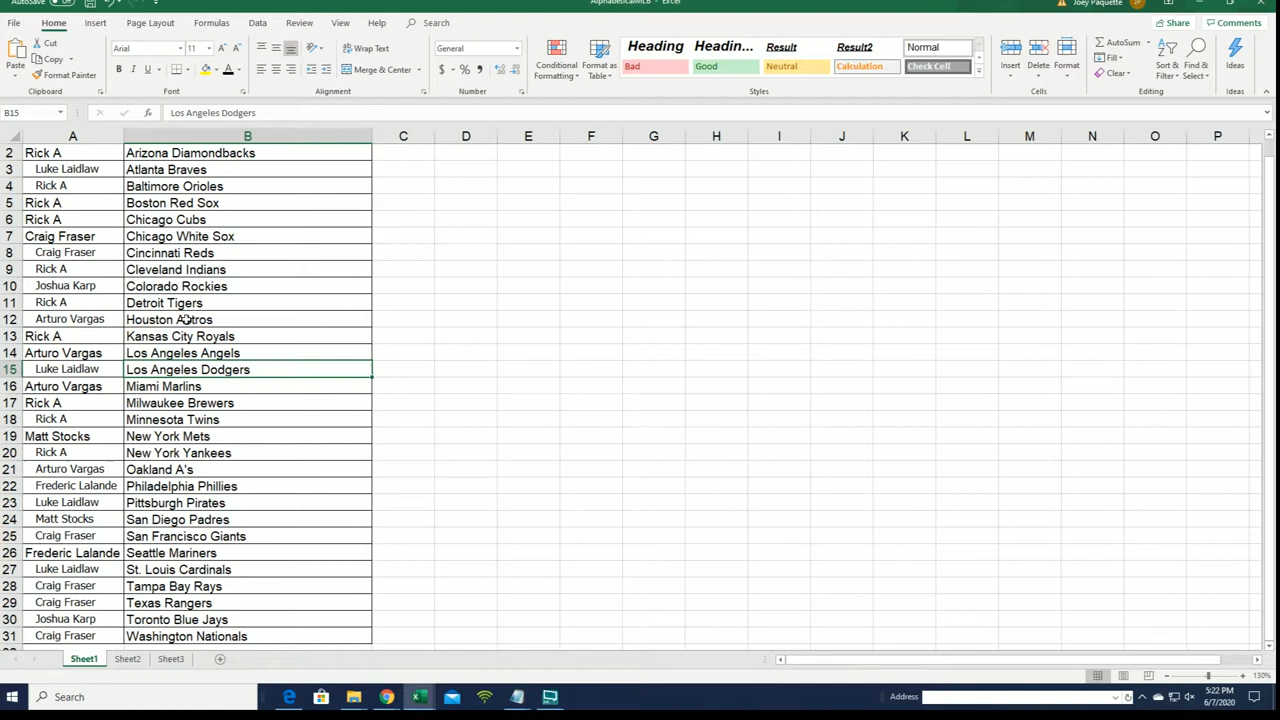 AutoSave Off AlphabeticalMLB - Excel Joey Paquette JP
File Home Insert Page Layout Formulas Data Review View Help Search Share Comments
Paste Cut Copy Format Painter Clipboard
Arial 11 A A B I U A Font
Wrap Text Merge & Center Alignment
General $ % Number
Conditional Formatting Format as Table
Heading Headin... Result Result2 Normal
Bad Good Neutral Calculation Check Cell
Styles
Insert Delete Format Cells
AutoSum Fill Clear Sort & Filter Find & Select Editing
Ideas Ideas
B15 fx Los Angeles Dodgers
A B C D E F G H I J K L M N O P
2 Rick A Arizona Diamondbacks
3 Luke Laidlaw Atlanta Braves
4 Rick A Baltimore Orioles
5 Rick A Boston Red Sox
6 Rick A Chicago Cubs
7 Craig Fraser Chicago White Sox
8 Craig Fraser Cincinnati Reds
9 Rick A Cleveland Indians
10 Joshua Karp Colorado Rockies
11 Rick A Detroit Tigers
12 Arturo Vargas Houston Astros
13 Rick A Kansas City Royals
14 Arturo Vargas Los Angeles Angels
15 Luke Laidlaw Los Angeles Dodgers
16 Arturo Vargas Miami Marlins
17 Rick A Milwaukee Brewers
18 Rick A Minnesota Twins
19 Matt Stocks New York Mets
20 Rick A New York Yankees
21 Arturo Vargas Oakland A's
22 Frederic Lalande Philadelphia Phillies
23 Luke Laidlaw Pittsburgh Pirates
24 Matt Stocks San Diego Padres
25 Craig Fraser San Francisco Giants
26 Frederic Lalande Seattle Mariners
27 Luke Laidlaw St. Louis Cardinals
28 Craig Fraser Tampa Bay Rays
29 Craig Fraser Texas Rangers
30 Joshua Karp Toronto Blue Jays
31 Craig Fraser Washington Nationals
Sheet1 Sheet2 Sheet3
130%
Search Address 5:22 PM
6/7/2020